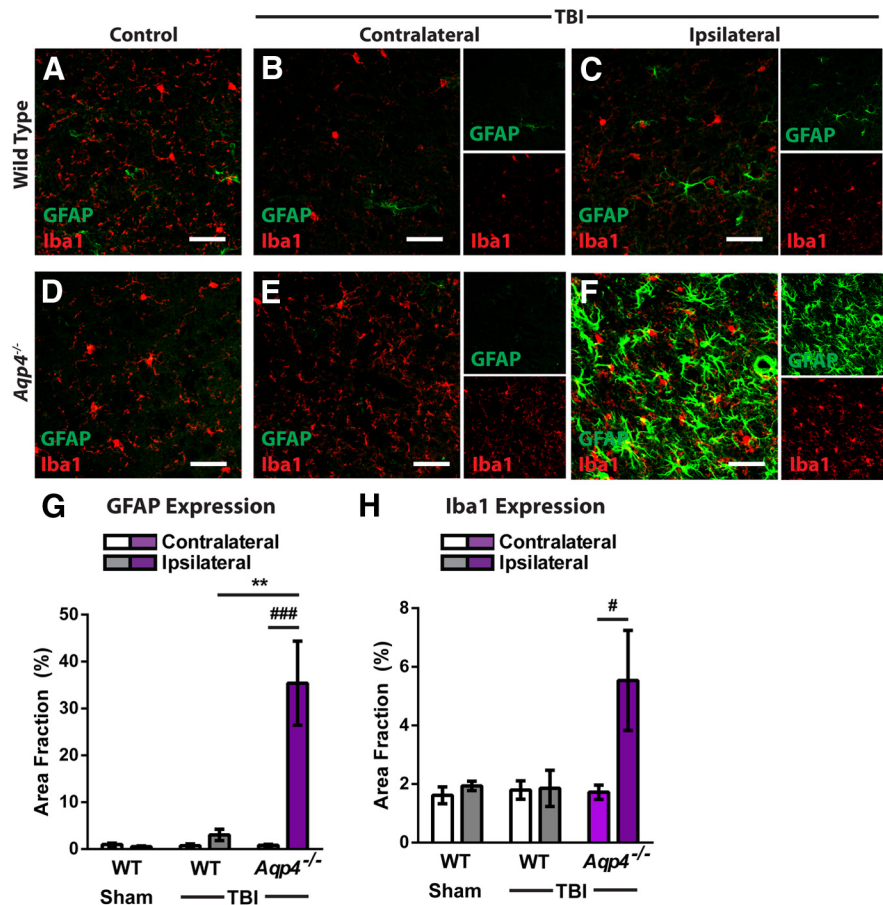 TBI
Control
Contralateral
Ipsilateral
Wild Type
A
GFAP
Iba1
B
GFAP
Iba1
GFAP
Iba1
C
GFAP
Iba1
GFAP
Iba1
Aqp4-/-
D
GFAP
Iba1
E
GFAP
Iba1
GFAP
Iba1
F
GFAP
Iba1
GFAP
Iba1
G GFAP Expression
Contralateral
Ipsilateral
**
###
Area Fraction (%)
50
40
30
20
10
0
WT WT Aqp4-/-
Sham TBI
H Iba1 Expression
Contralateral
Ipsilateral
#
Area Fraction (%)
8
6
4
2
0
WT WT Aqp4-/-
Sham TBI